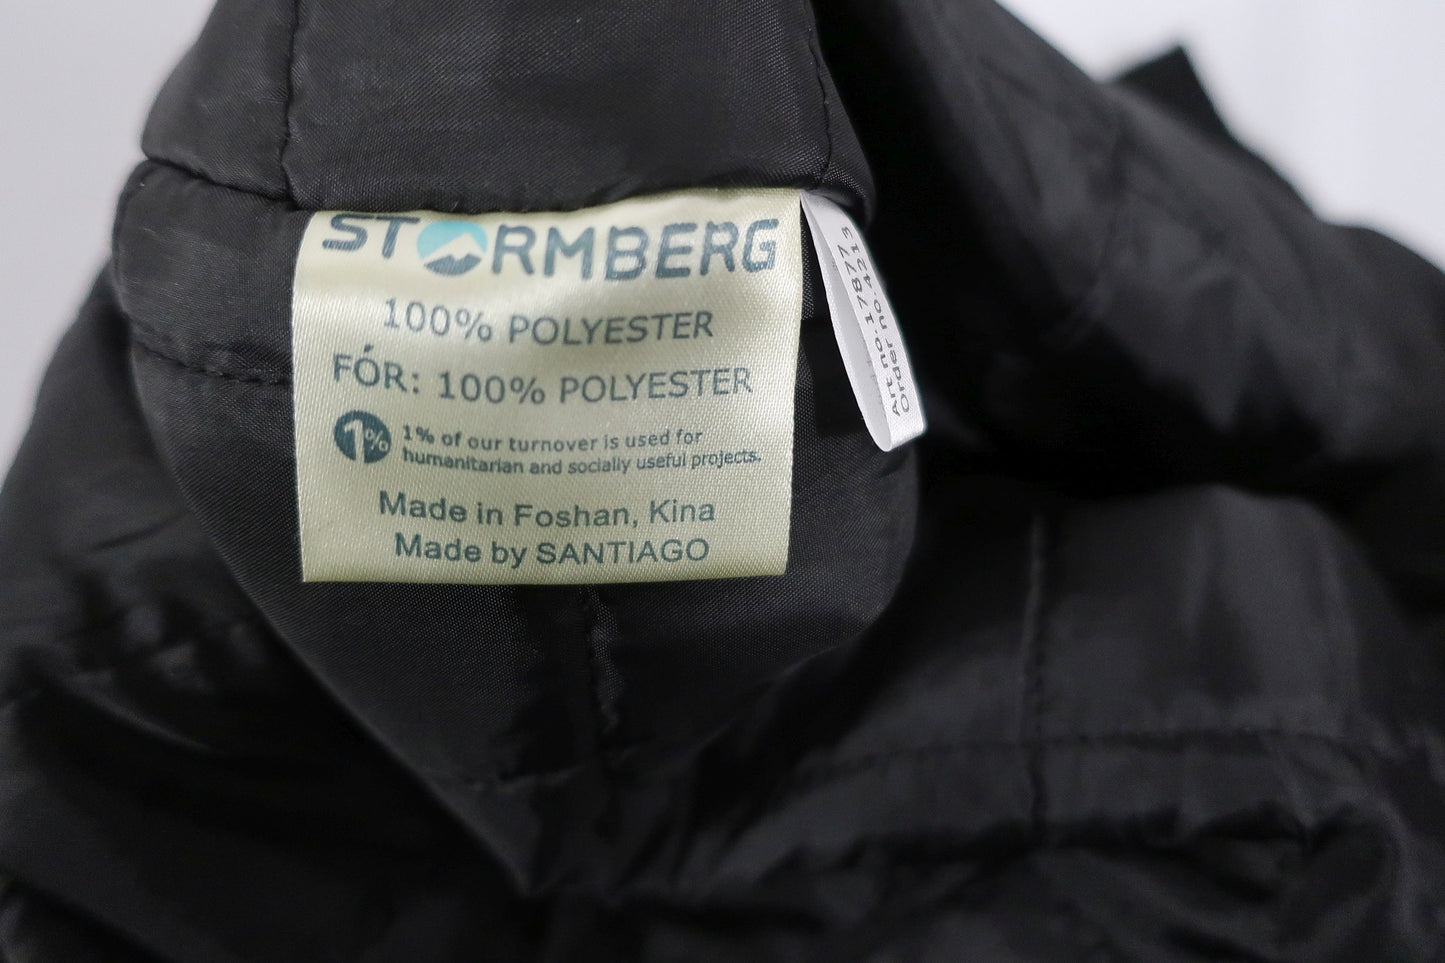 STORMBERG
100% POLYESTER
FÓR: 100% POLYESTER
1% 1% of our turnover is used for
humanitarian and socially useful projects.
Made in Foshan, Kina
Made by SANTIAGO
Art.no.178773
Order no.4213